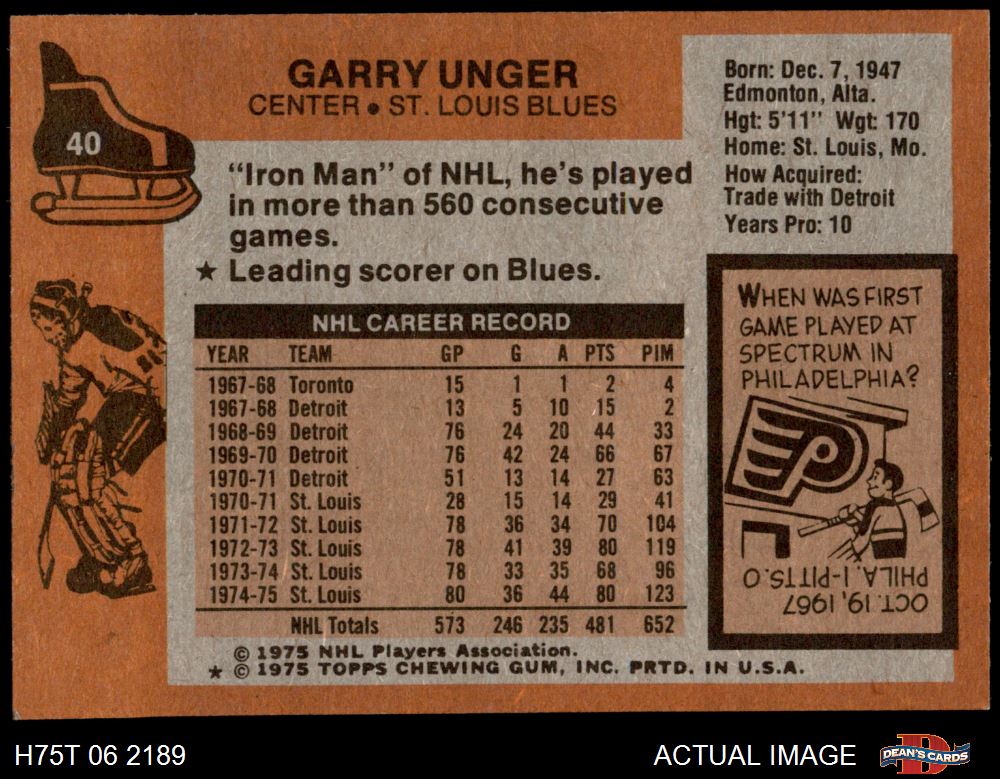 GARRY UNGER
CENTER • ST. LOUIS BLUES
40
"Iron Man" of NHL, he's played
in more than 560 consecutive
games.
★ Leading scorer on Blues.
Born: Dec. 7, 1947
Edmonton, Alta.
Hgt: 5'11" Wgt: 170
Home: St. Louis, Mo.
How Acquired:
Trade with Detroit
Years Pro: 10
NHL CAREER RECORD
YEAR TEAM GP G A PTS PIM
1967-68 Toronto 15 1 1 2 4
1967-68 Detroit 13 5 10 15 2
1968-69 Detroit 76 24 20 44 33
1969-70 Detroit 76 42 24 66 67
1970-71 Detroit 51 13 14 27 63
1970-71 St. Louis 28 15 14 29 41
1971-72 St. Louis 78 36 34 70 104
1972-73 St. Louis 78 41 39 80 119
1973-74 St. Louis 78 33 35 68 96
1974-75 St. Louis 80 36 44 80 123
NHL Totals 573 246 235 481 652
WHEN WAS FIRST
GAME PLAYED AT
SPECTRUM IN
PHILADELPHIA?
P
OCT. 19, 1967
PHILA. 1-PITTS. 0
© 1975 NHL Players Association.
★ © 1975 TOPPS CHEWING GUM, INC. PRTD. IN U.S.A.
H75T 06 2189
ACTUAL IMAGE
D
DEAN'S CARDS